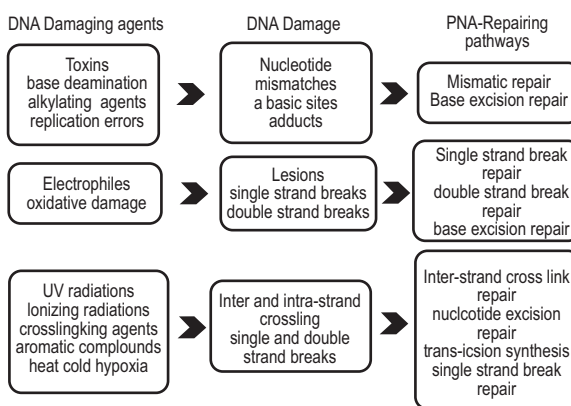 DNA Damaging agents
DNA Damage
PNA-Repairing
pathways
Toxins
base deamination
alkylating agents
replication errors
Nucleotide
mismatches
a basic sites
adducts
Mismatic repair
Base excision repair
Electrophiles
oxidative damage
Lesions
single strand breaks
double strand breaks
Single strand break
repair
double strand break
repair
base excision repair
UV radiations
Ionizing radiations
crosslingking agents
aromatic compounds
heat cold hypoxia
Inter and intra-strand
crossling
single and double
strand breaks
Inter-strand cross link
repair
nuclcotide excision
repair
trans-icsion synthesis
single strand break
repair